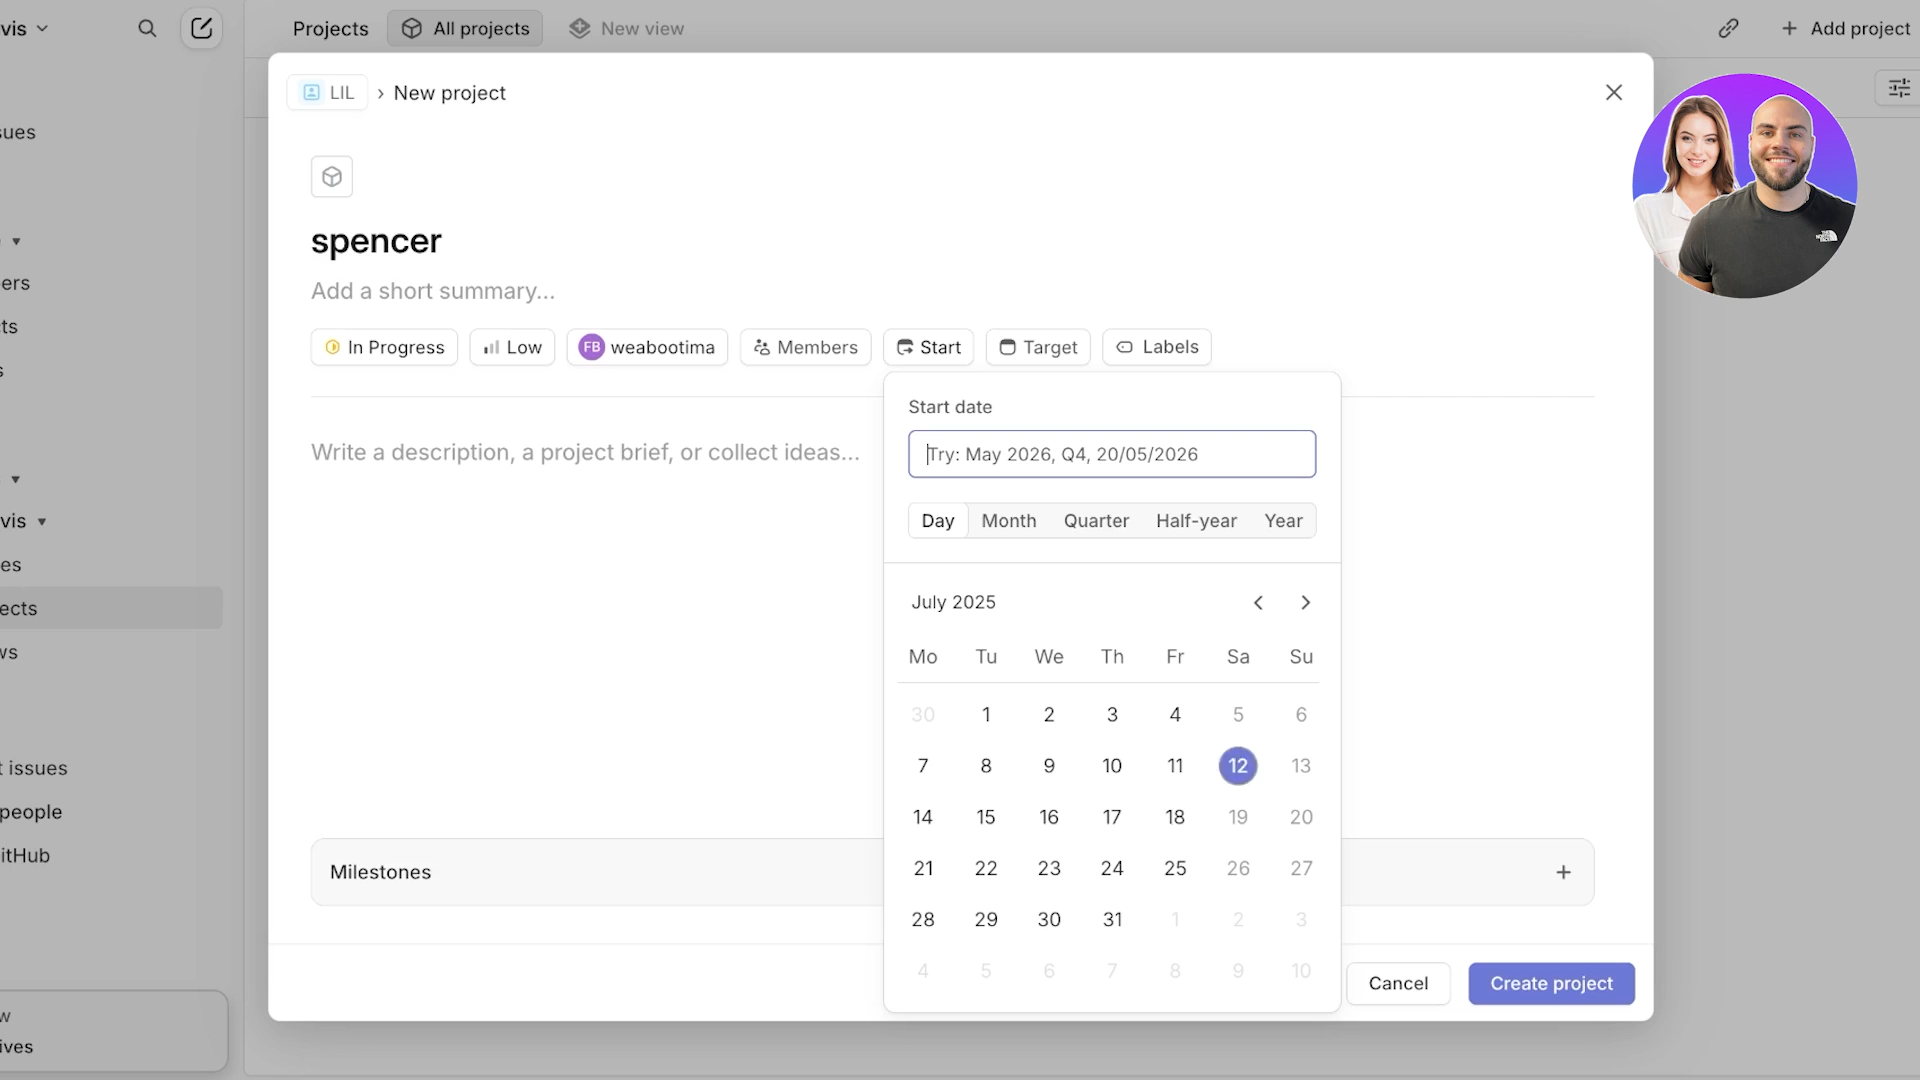 vis
Projects
All projects
New view
Add project
LIL › New project
sues
spencer
Add a short summary...
ers
ts
s
In Progress
Low
FB weabootima
Members
Start
Target
Labels
Start date
Try: May 2026, Q4, 20/05/2026
Write a description, a project brief, or collect ideas...
Day Month Quarter Half-year Year
vis
es
ects
ws
July 2025
Mo Tu We Th Fr Sa Su
30 1 2 3 4 5 6
7 8 9 10 11 12 13
14 15 16 17 18 19 20
21 22 23 24 25 26 27
28 29 30 31 1 2 3
4 5 6 7 8 9 10
t issues
people
itHub
Milestones
Cancel
Create project
w
ives